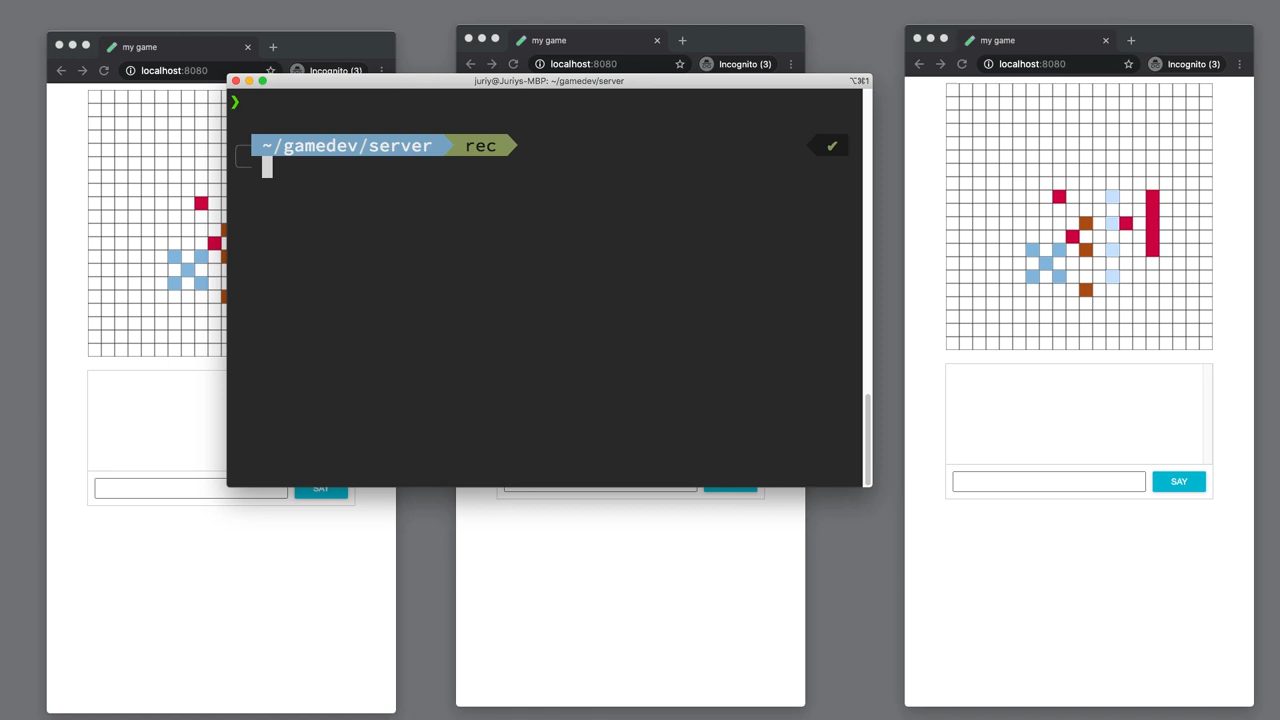 my game
localhost:8080
Incognito (3)
SAY
my game
localhost:8080
Incognito (3)
my game
localhost:8080
Incognito (3)
SAY
juriy@Juriys-MBP: ~/gamedev/server
⌥⌘1
~/gamedev/server
rec